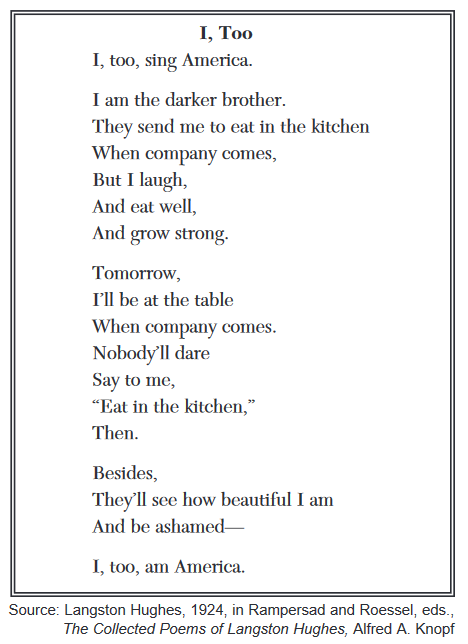 I, Too
I, too, sing America.
I am the darker brother.
They send me to eat in the kitchen
When company comes,
But I laugh,
And eat well,
And grow strong.
Tomorrow,
I’ll be at the table
When company comes.
Nobody’ll dare
Say to me,
“Eat in the kitchen,”
Then.
Besides,
They’ll see how beautiful I am
And be ashamed—
I, too, am America.
Source: Langston Hughes, 1924, in Rampersad and Roessel, eds.,
The Collected Poems of Langston Hughes, Alfred A. Knopf